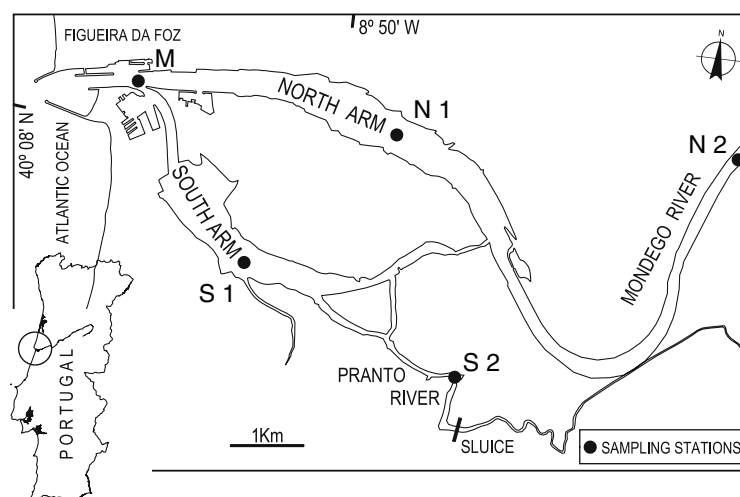 FIGUEIRA DA FOZ
8º 50' W
M
N
NORTH ARM
N 1
N 2
40º 08' N
ATLANTIC OCEAN
SOUTH ARM
MONDEGO RIVER
S 1
S 2
PRANTO
RIVER
PORTUGAL
1Km
SLUICE
SAMPLING STATIONS